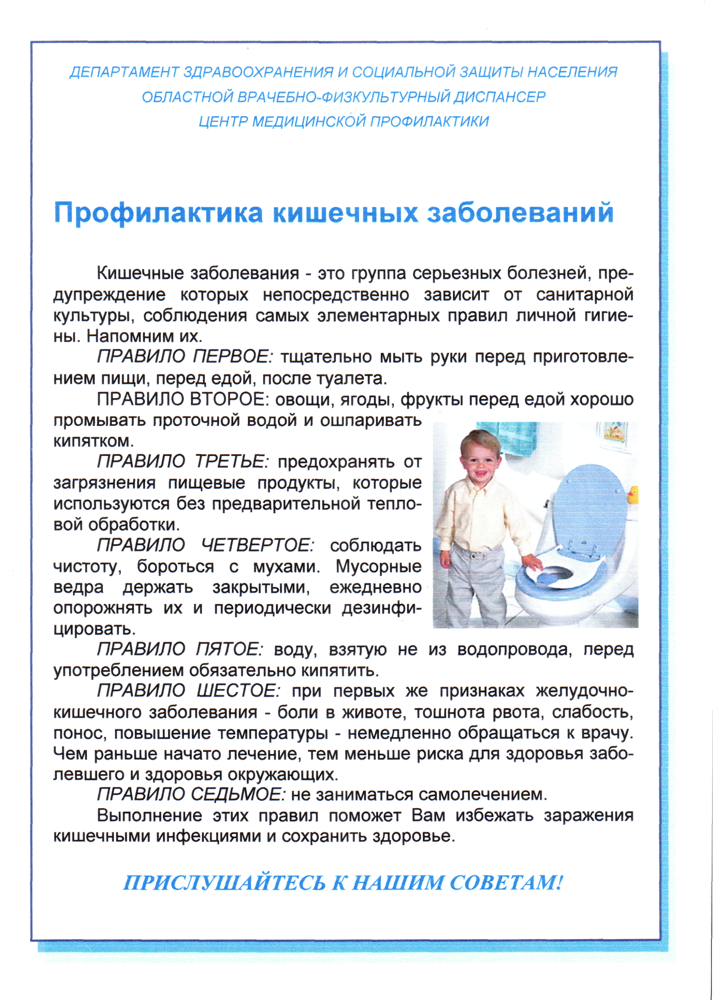 ДЕПАРТАМЕНТ ЗДРАВООХРАНЕНИЯ И СОЦИАЛЬНОЙ ЗАЩИТЫ НАСЕЛЕНИЯ
ОБЛАСТНОЙ ВРАЧЕБНО-ФИЗКУЛЬТУРНЫЙ ДИСПАНСЕР
ЦЕНТР МЕДИЦИНСКОЙ ПРОФИЛАКТИКИ
Профилактика кишечных заболеваний
Кишечные заболевания - это группа серьезных болезней, пре-
дупреждение которых непосредственно зависит от санитарной
культуры, соблюдения самых элементарных правил личной гигие-
ны. Напомним их.
ПРАВИЛО ПЕРВОЕ: тщательно мыть руки перед приготовле-
нием пищи, перед едой, после туалета.
ПРАВИЛО ВТОРОЕ: овощи, ягоды, фрукты перед едой хорошо
промывать проточной водой и ошпаривать
кипятком.
ПРАВИЛО ТРЕТЬЕ: предохранять от
загрязнения пищевые продукты, которые
используются без предварительной тепло-
вой обработки.
ПРАВИЛО ЧЕТВЕРТОЕ: соблюдать
чистоту, бороться с мухами. Мусорные
ведра держать закрытыми, ежедневно
опорожнять их и периодически дезинфи-
цировать.
ПРАВИЛО ПЯТОЕ: воду, взятую не из водопровода, перед
употреблением обязательно кипятить.
ПРАВИЛО ШЕСТОЕ: при первых же признаках желудочно-
кишечного заболевания - боли в животе, тошнота рвота, слабость,
понос, повышение температуры - немедленно обращаться к врачу.
Чем раньше начато лечение, тем меньше риска для здоровья забо-
левшего и здоровья окружающих.
ПРАВИЛО СЕДЬМОЕ: не заниматься самолечением.
Выполнение этих правил поможет Вам избежать заражения
кишечными инфекциями и сохранить здоровье.
ПРИСЛУШАЙТЕСЬ К НАШИМ СОВЕТАМ!